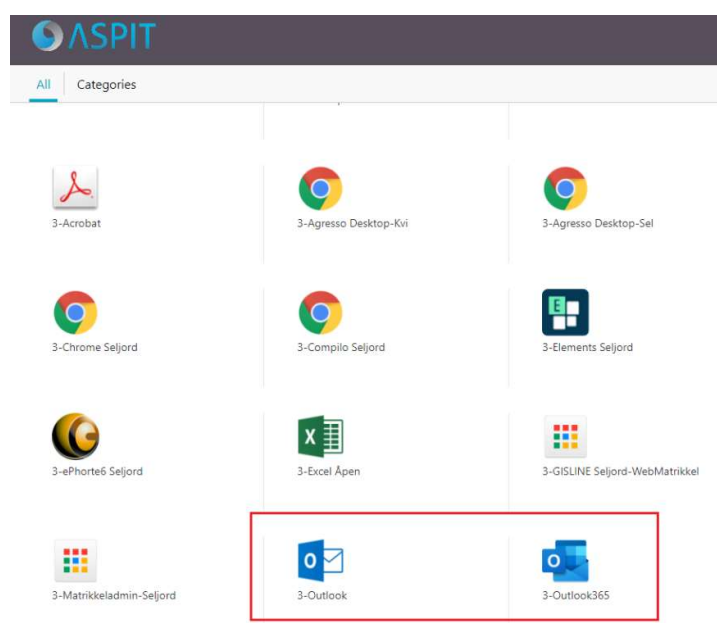 ASPIT
All Categories
3-Acrobat 3-Agresso Desktop-Kvi 3-Agresso Desktop-Sel
3-Chrome Seljord 3-Compilo Seljord 3-Elements Seljord
3-ePhorte6 Seljord 3-Excel Åpen 3-GISLINE Seljord-WebMatrikkel
3-Matrikkeladmin-Seljord 3-Outlook 3-Outlook365